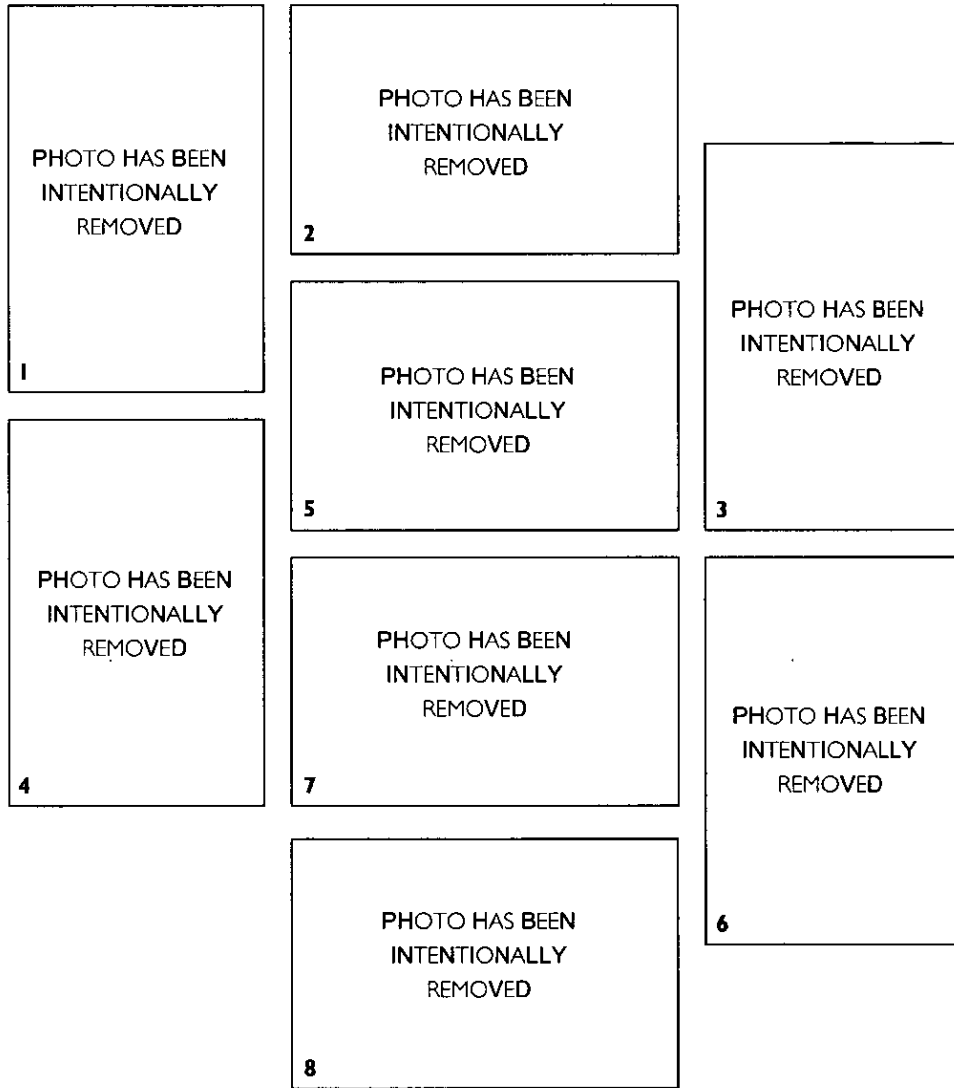 PHOTO HAS BEEN
INTENTIONALLY
REMOVED
1
PHOTO HAS BEEN
INTENTIONALLY
REMOVED
2
PHOTO HAS BEEN
INTENTIONALLY
REMOVED
3
PHOTO HAS BEEN
INTENTIONALLY
REMOVED
4
PHOTO HAS BEEN
INTENTIONALLY
REMOVED
5
PHOTO HAS BEEN
INTENTIONALLY
REMOVED
6
PHOTO HAS BEEN
INTENTIONALLY
REMOVED
7
PHOTO HAS BEEN
INTENTIONALLY
REMOVED
8